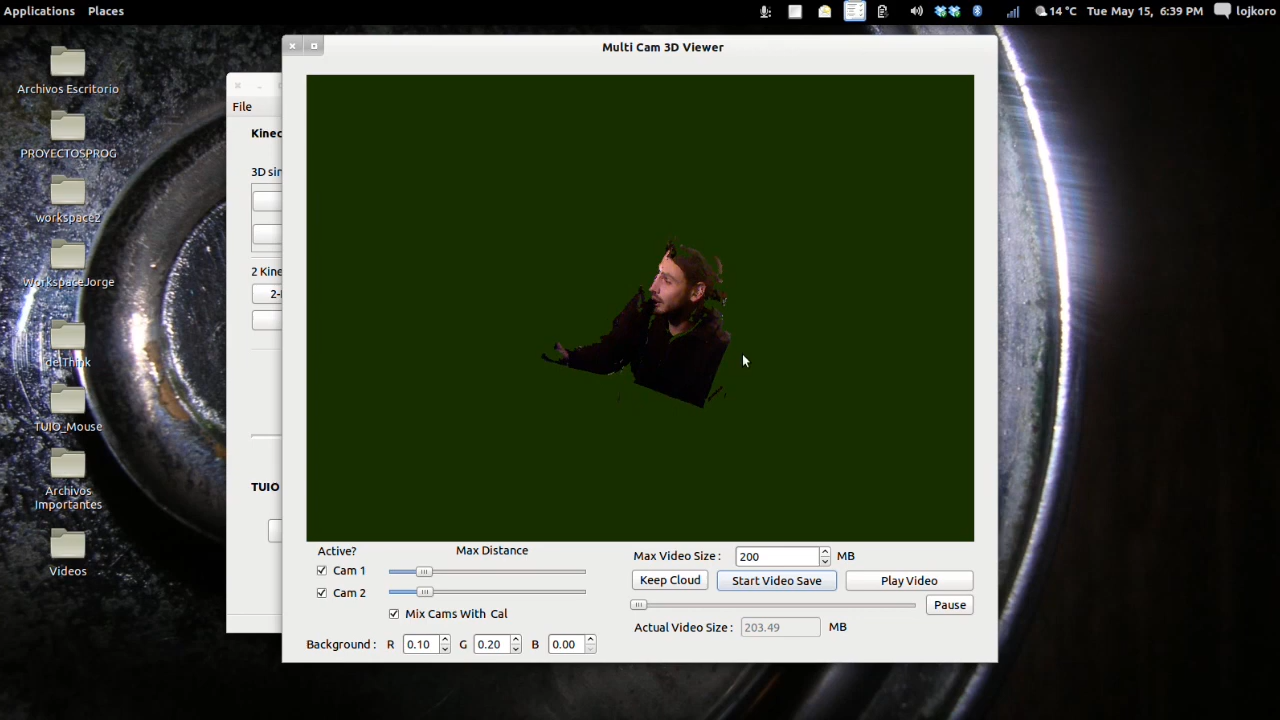 Applications Places 14 °C Tue May 15, 6:39 PM lojkoro
Multi Cam 3D Viewer
Archivos Escritorio
PROYECTOSPROG
workspace2
WorkspaceJorge
delThink
TUIO_Mouse
Archivos
Importantes
Videos
File
Kinec
3D sin
2 Kine
2-
TUIO
Active? Max Distance
Cam 1
Cam 2
Mix Cams With Cal
Background : R 0.10 G 0.20 B 0.00
Max Video Size : 200 MB
Keep Cloud Start Video Save Play Video
Pause
Actual Video Size : 203.49 MB